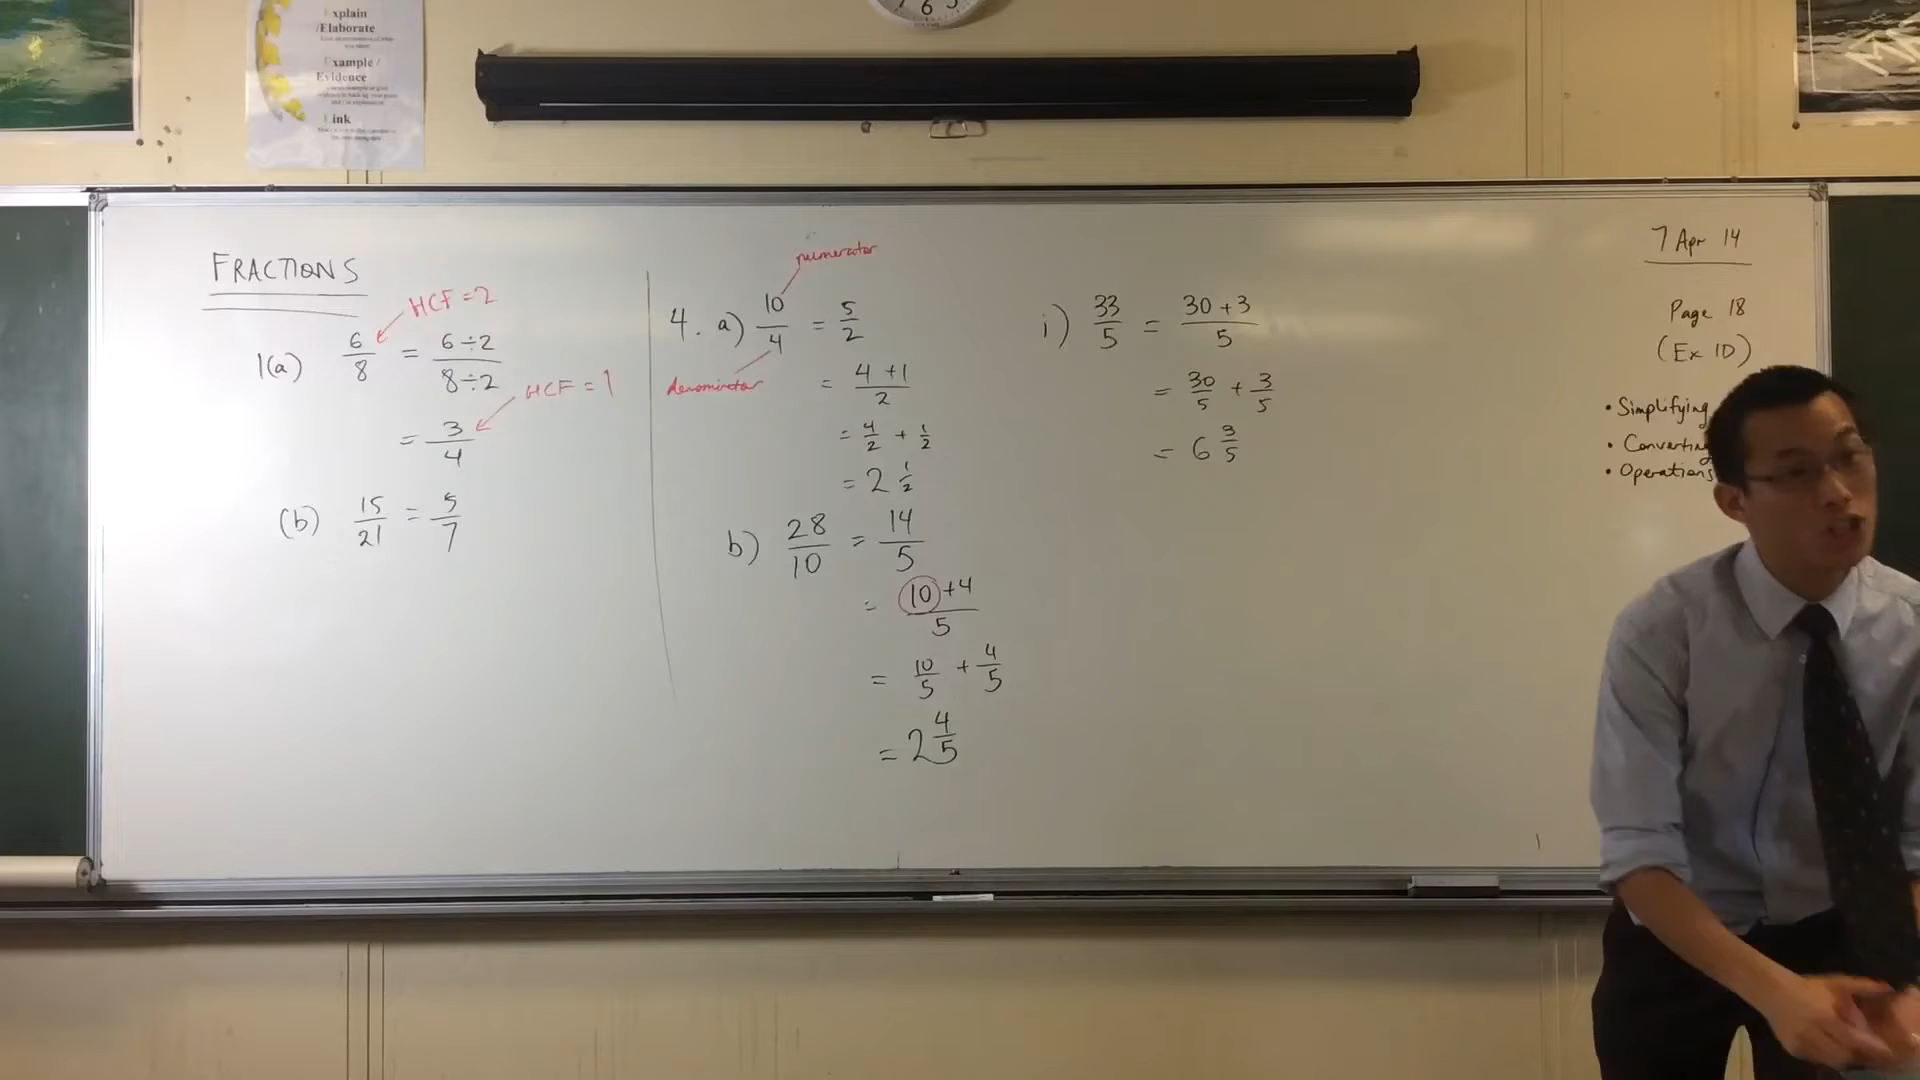 Explain
/Elaborate
Example /
Evidence
Link
6
FRACTIONS
HCF = 2
1(a) 6/8 = 6÷2/8÷2
HCF = 1
= 3/4
(b) 15/21 = 5/7
numerator
4. a) 10/4 = 5/2
denominator
= 4+1/2
= 4/2 + 1/2
= 2 1/2
b) 28/10 = 14/5
= 10+4/5
= 10/5 + 4/5
= 2 4/5
i) 33/5 = 30+3/5
= 30/5 + 3/5
= 6 3/5
7 Apr 14
Page 18
(Ex 1D)
• Simplifying
• Converting
• Operations